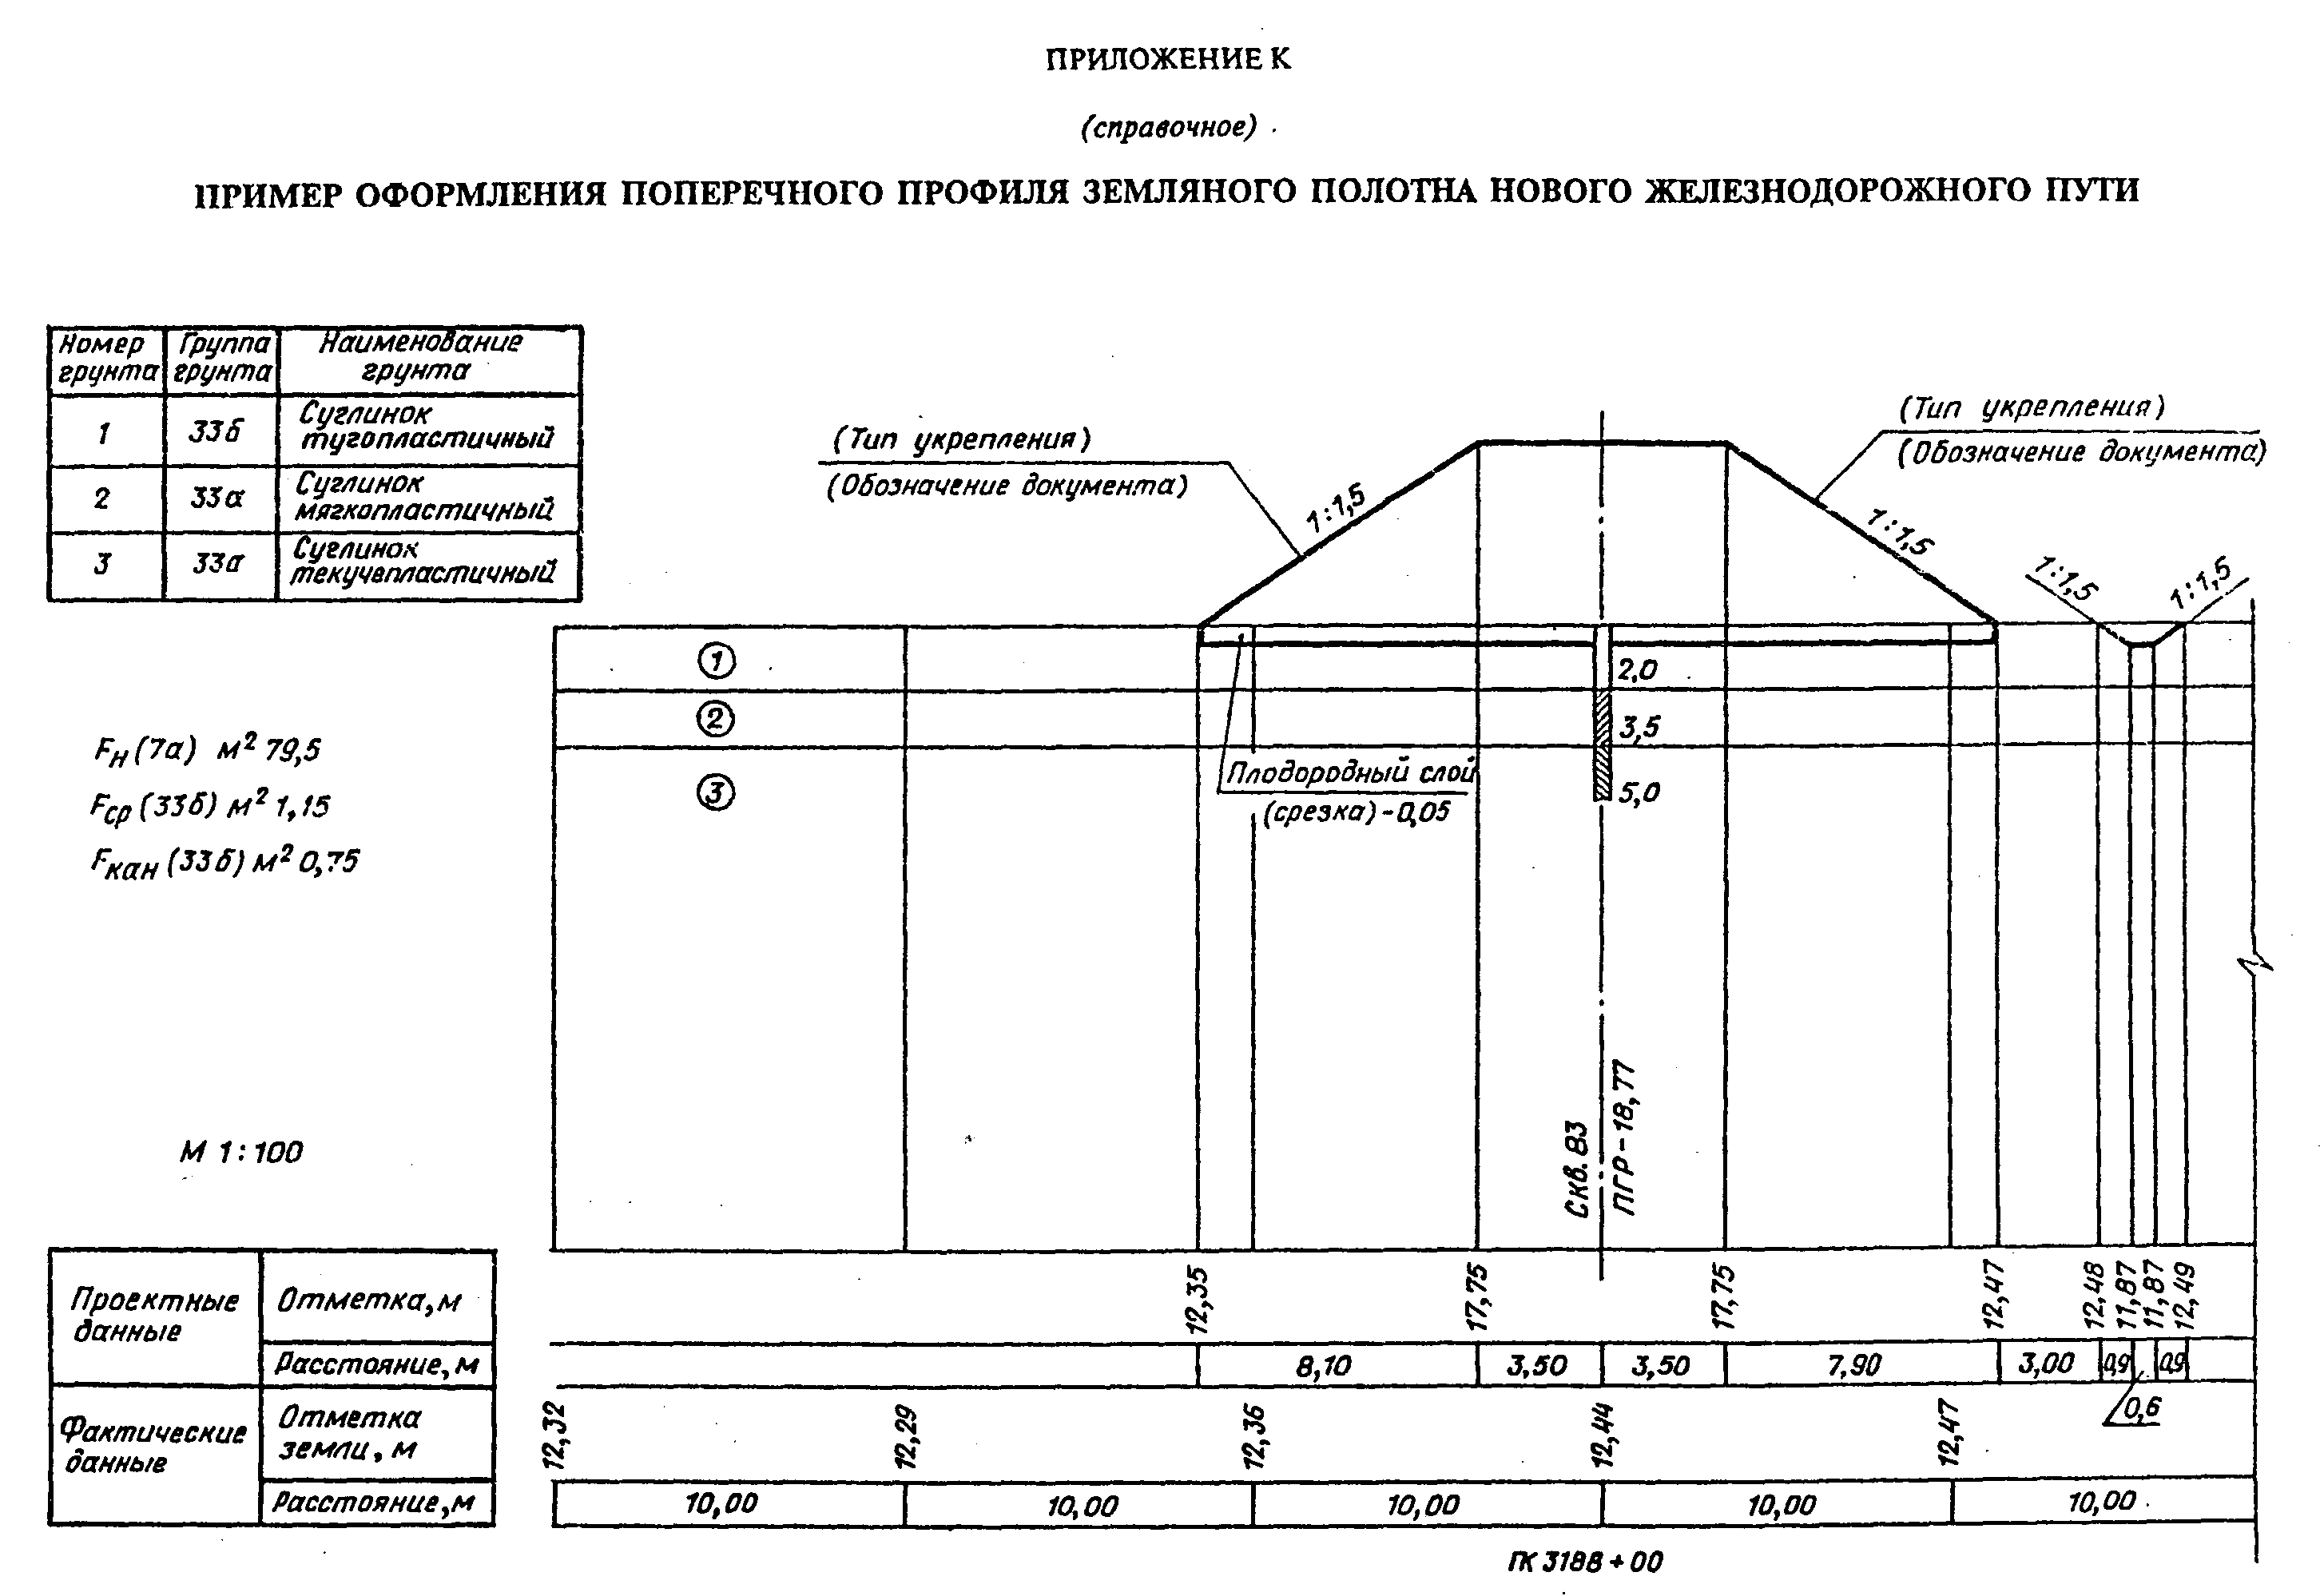 ПРИЛОЖЕНИЕ К
(справочное)
ПРИМЕР ОФОРМЛЕНИЯ ПОПЕРЕЧНОГО ПРОФИЛЯ ЗЕМЛЯНОГО ПОЛОТНА НОВОГО ЖЕЛЕЗНОДОРОЖНОГО ПУТИ
Номер грунта
Группа грунта
Наименование грунта
1
33б
Суглинок
тугопластичный
2
33а
Суглинок
мягкопластичный
3
33а
Суглинок
текучепластичный
(Тип укрепления)
(Обозначение документа)
1:1,5
(Тип укрепления)
(Обозначение документа)
1:1,5
1:1,5
1:1,5
1
2
3
2,0
3,5
5,0
Плодородный слой
(срезка)-0,05
Fн (7а) м² 79,5
Fср (33б) м² 1,15
Fкан (33б) м² 0,75
М 1:100
Скв. 83
ПГР-18,77
Проектные
данные
Отметка, м
12,35
17,75
17,75
12,47
12,48
11,87
11,87
12,49
Расстояние, м
8,10
3,50
3,50
7,90
3,00
0,9
0,6
0,9
Фактические
данные
Отметка
земли, м
12,32
12,29
12,36
12,44
12,47
Расстояние, м
10,00
10,00
10,00
10,00
10,00
ПК 3188 + 00